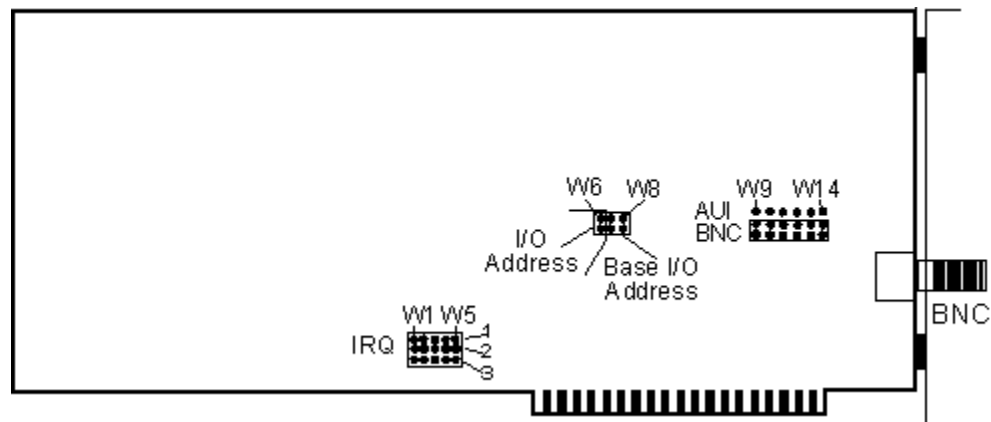 W6 W8
W9 W14
AUI
BNC
I/O
Address
Base I/O
Address
BNC
W1 W5
IRQ
1
2
3